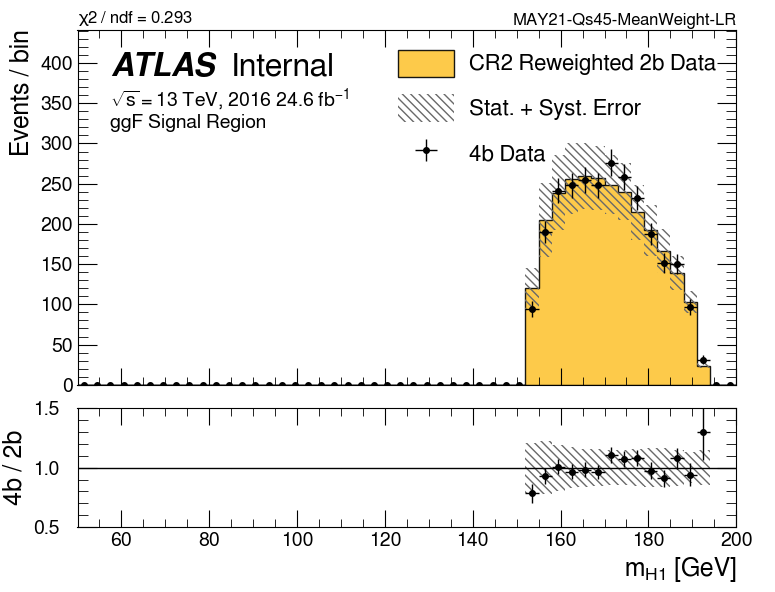 χ² / ndf = 0.293
MAY21-Qs45-MeanWeight-LR
ATLAS Internal
√s = 13 TeV, 2016 24.6 fb⁻¹
ggF Signal Region
CR2 Reweighted 2b Data
Stat. + Syst. Error
4b Data
Events / bin
400
350
300
250
200
150
100
50
0
4b / 2b
1.5
1.0
0.5
60 80 100 120 140 160 180 200
m_H1 [GeV]